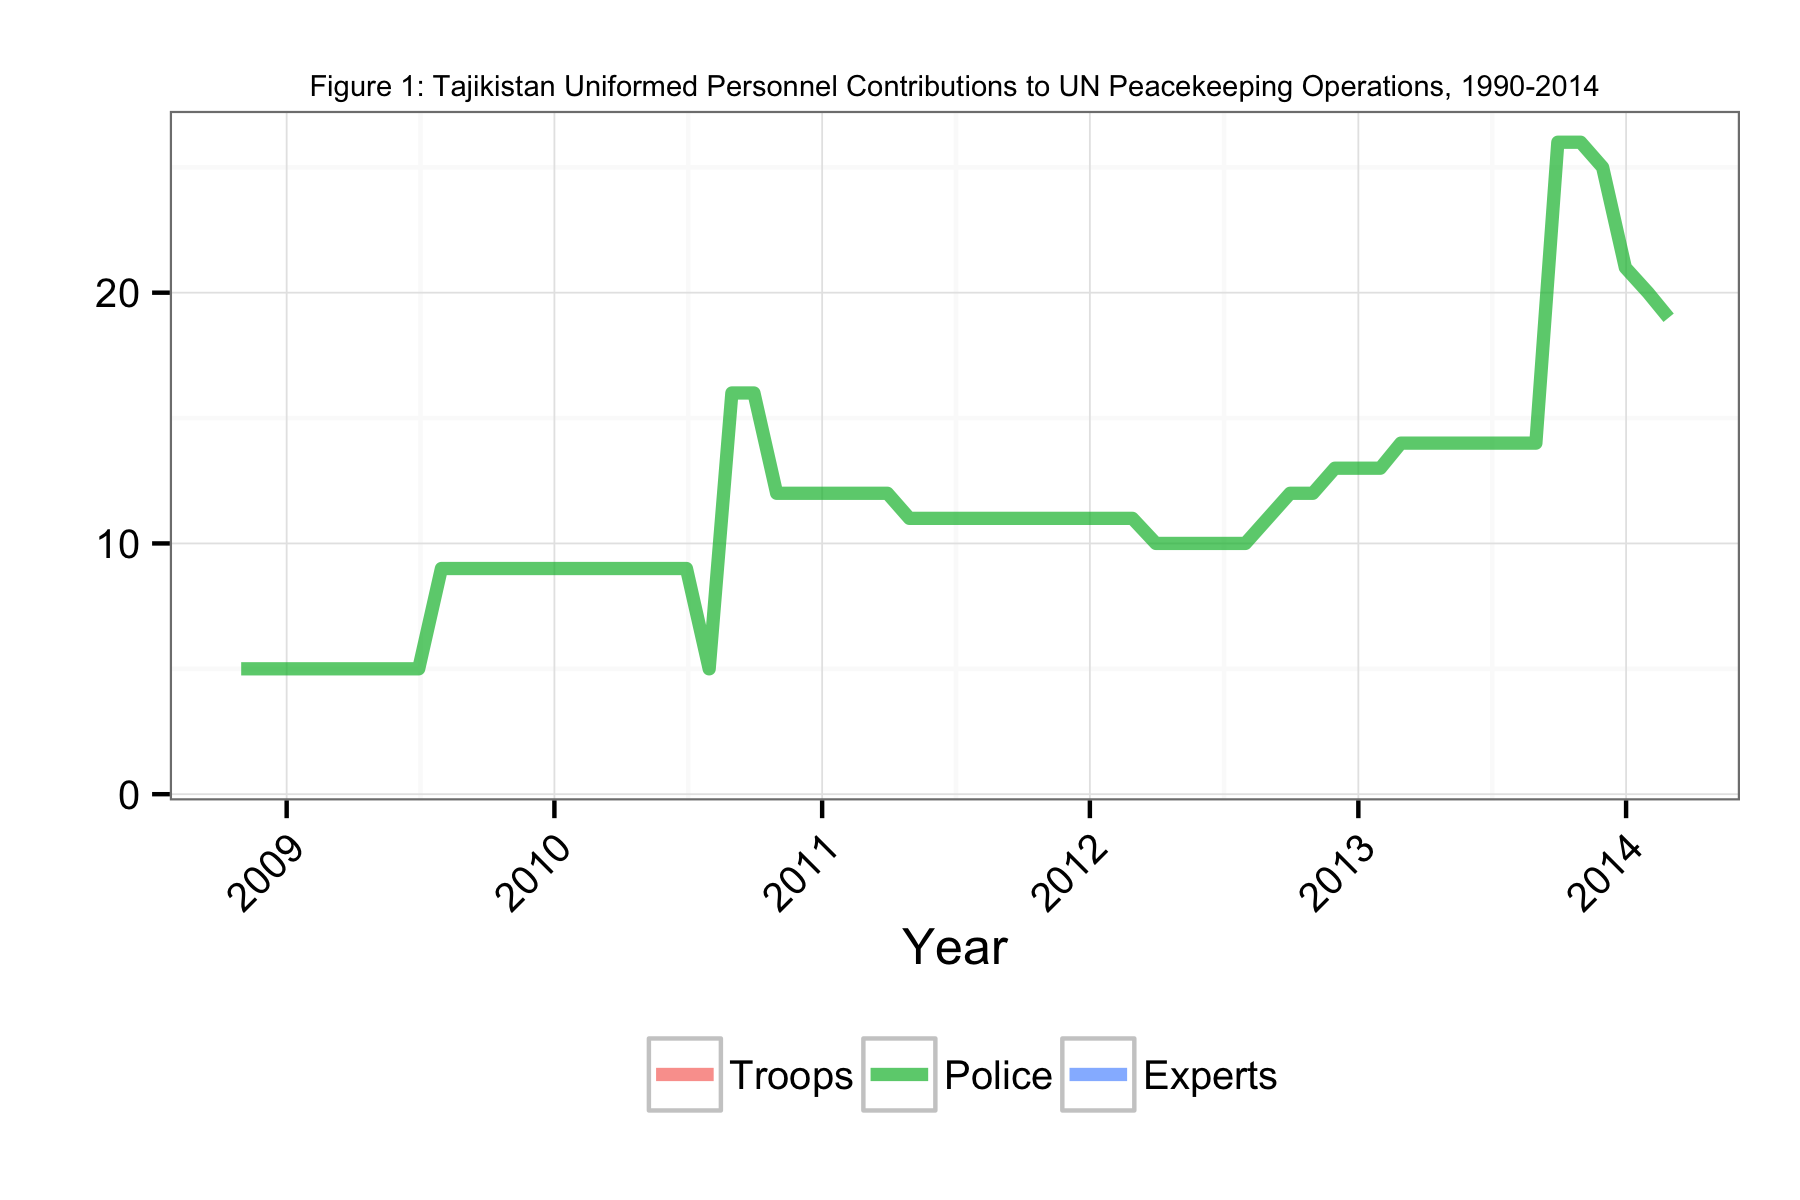 Figure 1: Tajikistan Uniformed Personnel Contributions to UN Peacekeeping Operations, 1990-2014
20
10
0
2009 2010 2011 2012 2013 2014
Year
Troops Police Experts